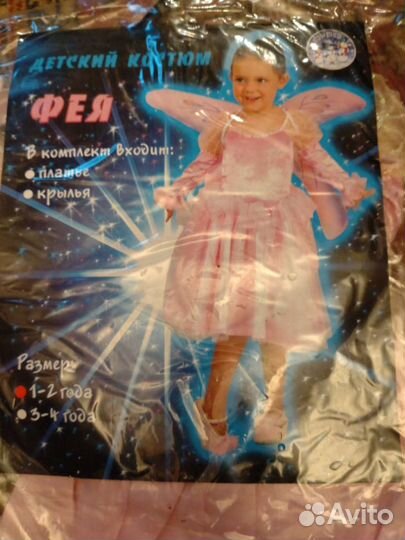 ДЕТСКИЙ КОСТЮМ
ФЕЯ
В комплект входит:
платье
крылья
Размер:
1-2 года
3-4 года
Avito